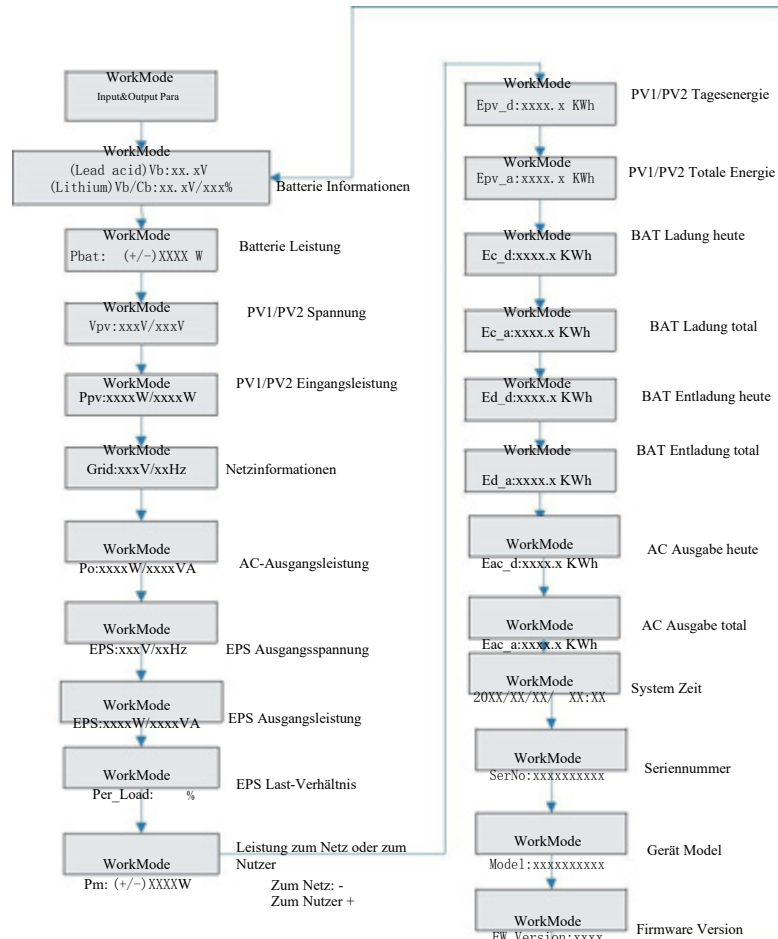 WorkMode
Input&Output Para
WorkMode
(Lead acid)Vb:xx.xV
(Lithium)Vb/Cb:xx.xV/xxx%
Batterie Informationen
WorkMode
Pbat: (+/-)XXXX W
Batterie Leistung
WorkMode
Vpv:xxxV/xxxV
PV1/PV2 Spannung
WorkMode
Ppv:xxxxW/xxxxW
PV1/PV2 Eingangsleistung
WorkMode
Grid:xxxV/xxHz
Netzinformationen
WorkMode
Po:xxxxW/xxxxVA
AC-Ausgangsleistung
WorkMode
EPS:xxxV/xxHz
EPS Ausgangsspannung
WorkMode
EPS:xxxxW/xxxxVA
EPS Ausgangsleistung
WorkMode
Per_Load: %
EPS Last-Verhältnis
WorkMode
Pm: (+/-)XXXXW
Leistung zum Netz oder zum
Nutzer
Zum Netz: -
Zum Nutzer +
WorkMode
Epv_d:xxxx.x KWh
PV1/PV2 Tagesenergie
WorkMode
Epv_a:xxxx.x KWh
PV1/PV2 Totale Energie
WorkMode
Ec_d:xxxx.x KWh
BAT Ladung heute
WorkMode
Ec_a:xxxx.x KWh
BAT Ladung total
WorkMode
Ed_d:xxxx.x KWh
BAT Entladung heute
WorkMode
Ed_a:xxxx.x KWh
BAT Entladung total
WorkMode
Eac_d:xxxx.x KWh
AC Ausgabe heute
WorkMode
Eac_a:xxxx.x KWh
AC Ausgabe total
WorkMode
20XX/XX/XX/ XX:XX
System Zeit
WorkMode
SerNo:xxxxxxxxxx
Seriennummer
WorkMode
Model:xxxxxxxxxx
Gerät Model
WorkMode
FW Version:xxxx
Firmware Version